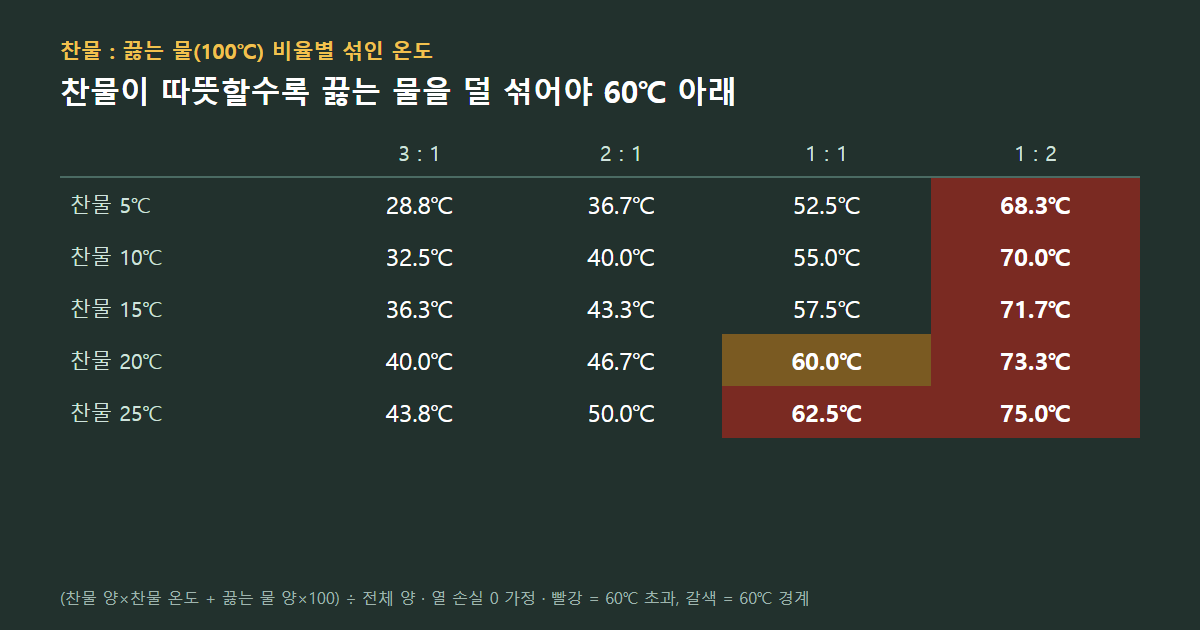 찬물 : 끓는 물(100℃) 비율별 섞인 온도
찬물이 따뜻할수록 끓는 물을 덜 섞어야 60℃ 아래
3 : 1 2 : 1 1 : 1 1 : 2
찬물 5℃ 28.8℃ 36.7℃ 52.5℃ 68.3℃
찬물 10℃ 32.5℃ 40.0℃ 55.0℃ 70.0℃
찬물 15℃ 36.3℃ 43.3℃ 57.5℃ 71.7℃
찬물 20℃ 40.0℃ 46.7℃ 60.0℃ 73.3℃
찬물 25℃ 43.8℃ 50.0℃ 62.5℃ 75.0℃
(찬물 양×찬물 온도 + 끓는 물 양×100) ÷ 전체 양 · 열 손실 0 가정 · 빨강 = 60℃ 초과, 갈색 = 60℃ 경계